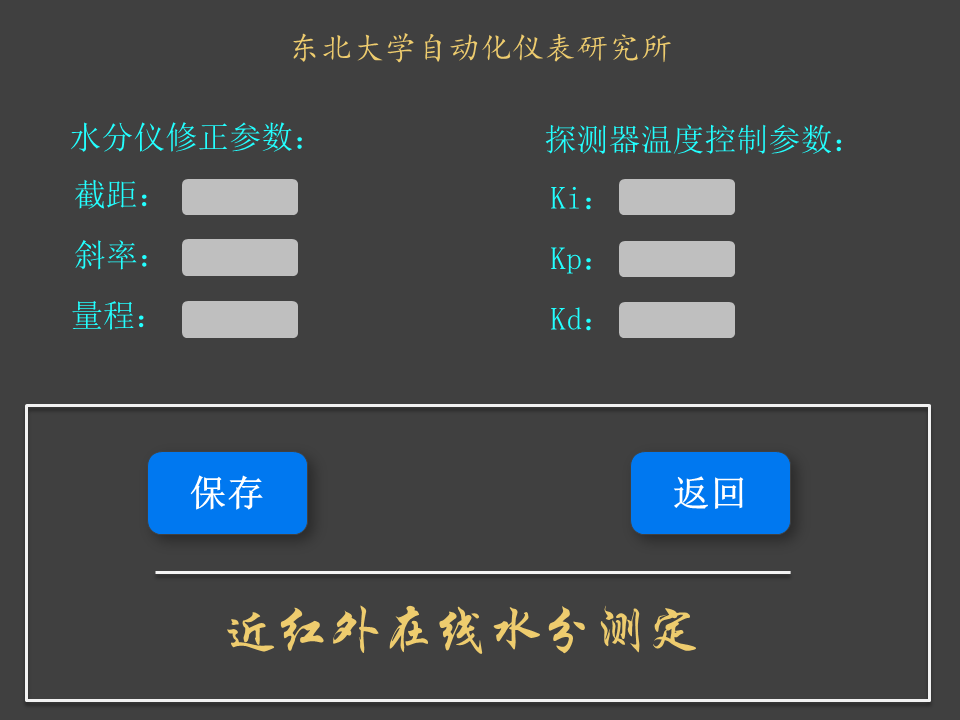 东北大学自动化仪表研究所
水分仪修正参数：
截距：
斜率：
量程：
探测器温度控制参数：
Ki：
Kp：
Kd：
保存
返回
近红外在线水分测定